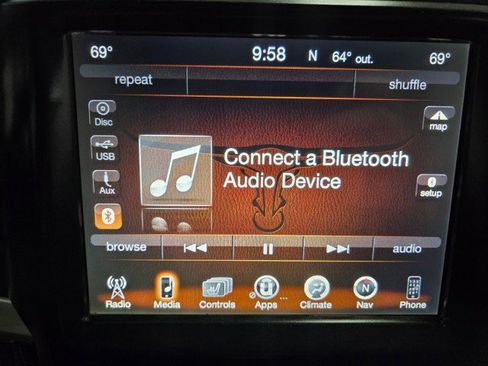 69° 9:58 N 64° out. 69°
repeat shuffle
Disc
map
USB
Connect a Bluetooth
Audio Device
Aux
setup
browse audio
Radio Media Controls Apps ... Climate Nav Phone